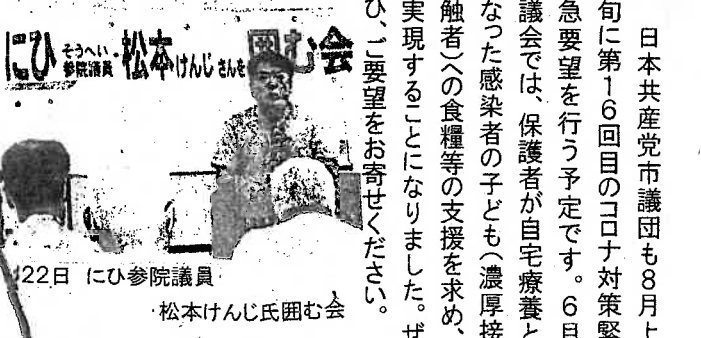 日本共産党市議団も８月上
旬に第１６回目のコロナ対策緊
急要望を行う予定です。６月
議会では、保護者が自宅療養と
なった感染者の子ども（濃厚接
触者）への食糧等の支援を求め、
実現することになりました。ぜ
ひ、ご要望をお寄せください。
にひそうへい参院議員・松本けんじさんを囲む会
22日　にひ参院議員
・松本けんじ氏囲む会